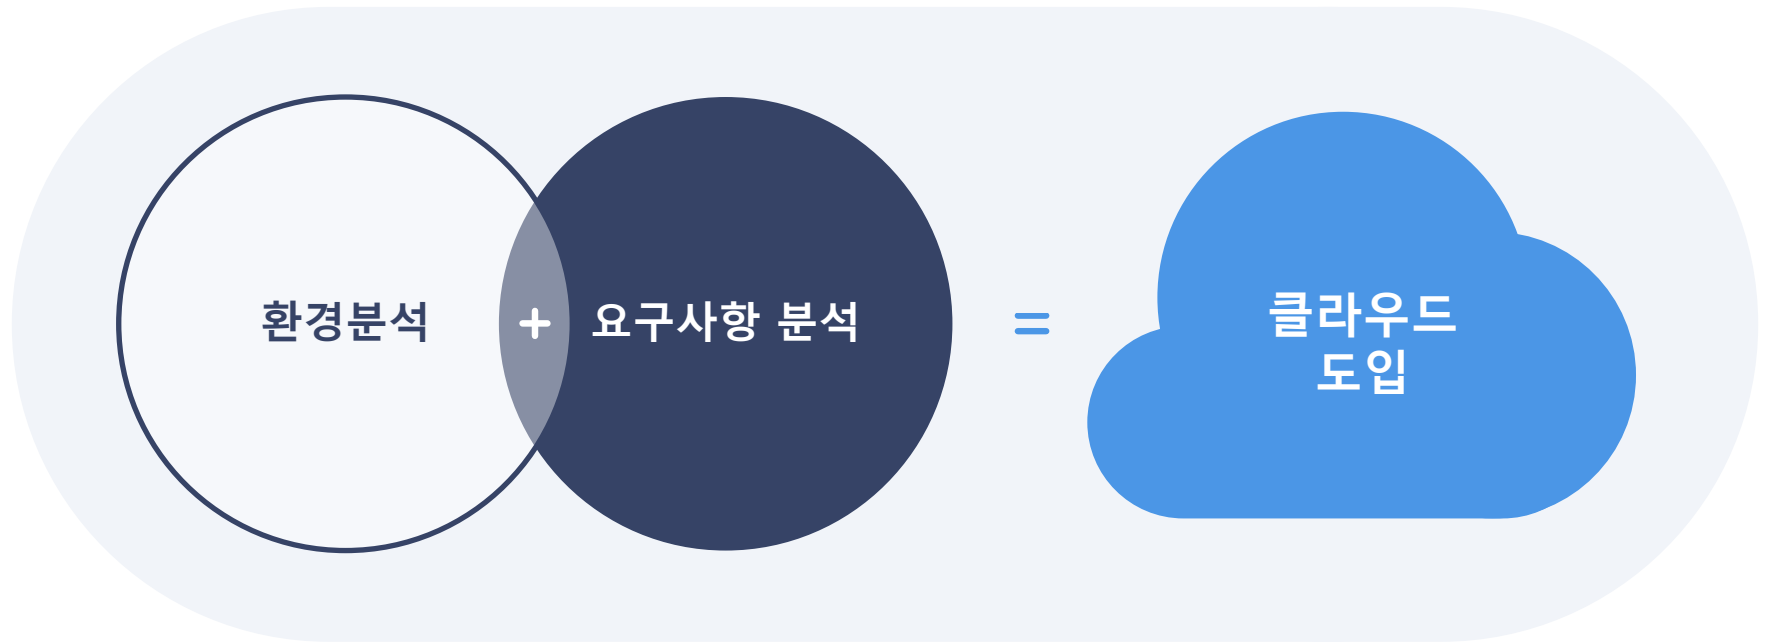 환경분석 + 요구사항 분석 = 클라우드
도입